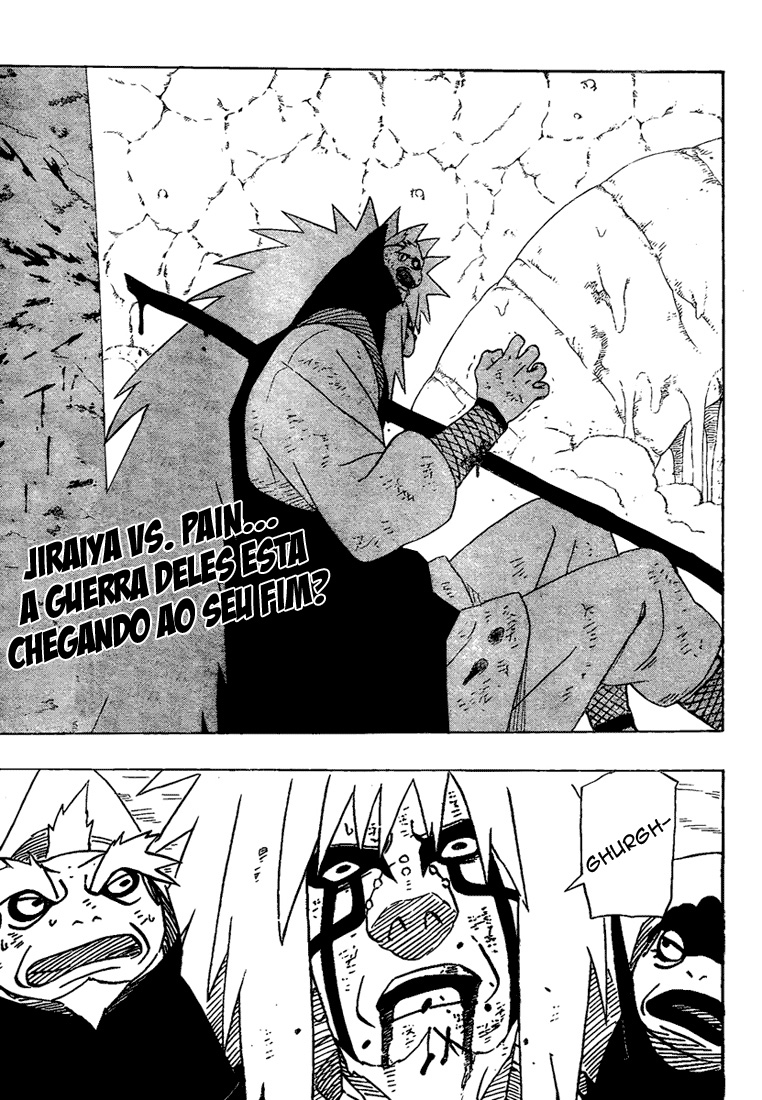 JIRAIYA VS. PAIN...
A GUERRA DELES ESTA
CHEGANDO AO SEU FIM?
GHURGH-